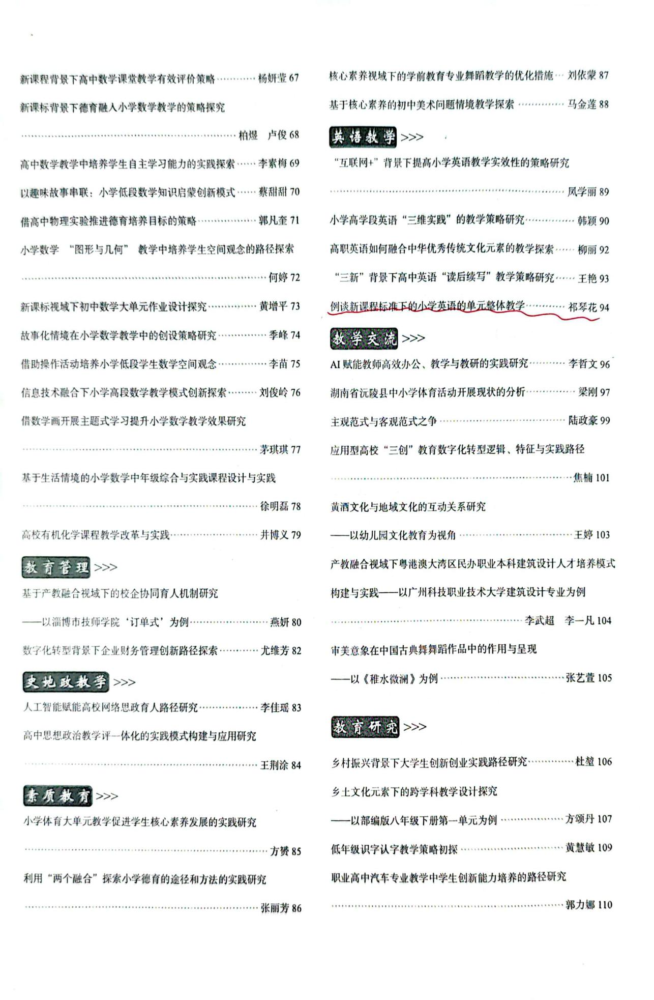 新课程背景下高中数学课堂教学有效评价策略············杨妍莹 67
新课标背景下德育融入小学数学教学的策略探究
············柏煜　卢俊 68
高中数学教学中培养学生自主学习能力的实践探索······李素梅 69
以趣味故事串联：小学低段数学知识启蒙创新模式······蔡甜甜 70
借高中物理实验推进德育培养目标的策略············郭凡奎 71
小学数学　“图形与几何”　教学中培养学生空间观念的路径探索
············何婷 72
新课标视域下初中数学大单元作业设计探究············黄增平 73
故事化情境在小学数学教学中的创设策略研究············季峰 74
借助操作活动培养小学低段学生数学空间观念············李苗 75
信息技术融合下小学高段数学教学模式创新探索·········刘俊岭 76
借数学画开展主题式学习提升小学数学教学效果研究
············茅琪琪 77
基于生活情境的小学数学中年级综合与实践课程设计与实践
············徐明磊 78
高校有机化学课程教学改革与实践············井博义 79
教育管理 >>>
基于产教融合视域下的校企协同育人机制研究
——以淄博市技师学院‘订单式’为例············燕妍 80
数字化转型背景下企业财务管理创新路径探索············尤维芳 82
史地政教学 >>>
人工智能赋能高校网络思政育人路径研究············李佳瑶 83
高中思想政治教学评一体化的实践模式构建与应用研究
············王荆涂 84
素质教育 >>>
小学体育大单元教学促进学生核心素养发展的实践研究
············方赟 85
利用“两个融合”探索小学德育的途径和方法的实践研究
············张丽芳 86
核心素养视域下的学前教育专业舞蹈教学的优化措施···刘依蒙 87
基于核心素养的初中美术问题情境教学探索············马金莲 88
英语教学 >>>
“互联网+”背景下提高小学英语教学实效性的策略研究
············凤学丽 89
小学高学段英语“三维实践”的教学策略研究············韩颖 90
高职英语如何融合中华优秀传统文化元素的教学探索······柳丽 92
“三新”背景下高中英语“读后续写”教学策略研究······王艳 93
例谈新课程标准下的小学英语的单元整体教学············祁琴花 94
教学交流 >>>
AI 赋能教师高效办公、教学与教研的实践研究············李哲文 96
湖南省沅陵县中小学体育活动开展现状的分析············梁刚 97
主观范式与客观范式之争············陆政豪 99
应用型高校“三创”教育数字化转型逻辑、特征与实践路径
············焦楠 101
黄酒文化与地域文化的互动关系研究
——以幼儿园文化教育为视角············王婷 103
产教融合视域下粤港澳大湾区民办职业本科建筑设计人才培养模式
构建与实践——以广州科技职业技术大学建筑设计专业为例
············李武超　李一凡 104
审美意象在中国古典舞舞蹈作品中的作用与呈现
——以《稚水微澜》为例············张艺萱 105
教育研究 >>>
乡村振兴背景下大学生创新创业实践路径研究············杜堃 106
乡土文化元素下的跨学科教学设计探究
——以部编版八年级下册第一单元为例············方颂丹 107
低年级识字认字教学策略初探············黄慧敏 109
职业高中汽车专业教学中学生创新能力培养的路径研究
············郭力娜 110